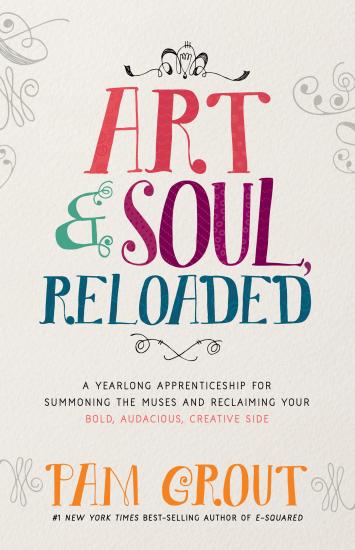 ART
& SOUL,
RELOADED
A YEARLONG APPRENTICESHIP FOR
SUMMONING THE MUSES AND RECLAIMING YOUR
BOLD, AUDACIOUS, CREATIVE SIDE
PAM GROUT
#1 NEW YORK TIMES BEST-SELLING AUTHOR OF E-SQUARED